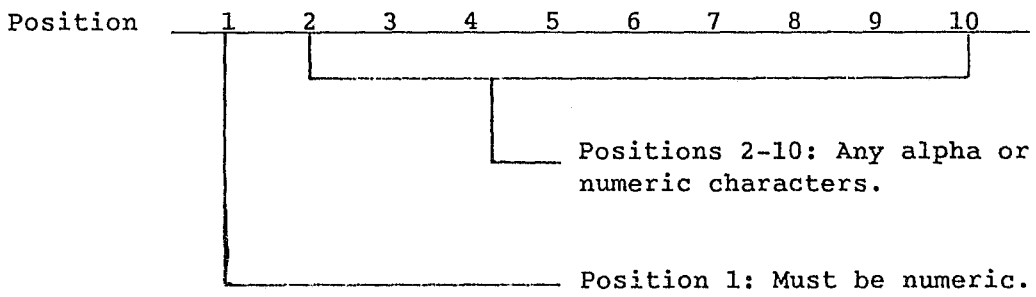 Position 1 2 3 4 5 6 7 8 9 10
Positions 2-10: Any alpha or
numeric characters.
Position 1: Must be numeric.